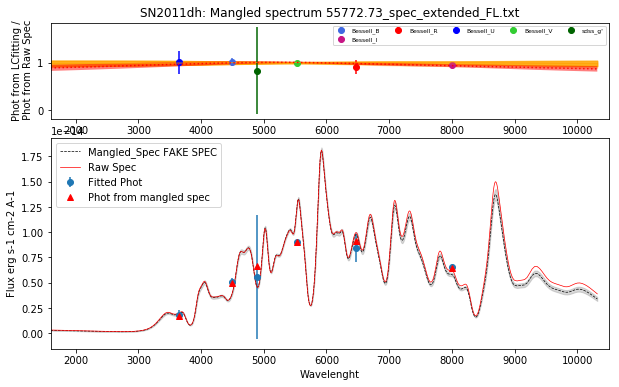 SN2011dh: Mangled spectrum 55772.73_spec_extended_FL.txt
Phot from LCfitting /
Phot from Raw Spec
1
0
Bessell_B
Bessell_R
Bessell_U
Bessell_V
sdss_g'
Bessell_I
2000 3000 4000 5000 6000 7000 8000 9000 10000
1e−14
Flux erg s-1 cm-2 A-1
1.75
1.50
1.25
1.00
0.75
0.50
0.25
0.00
Mangled_Spec FAKE SPEC
Raw Spec
Fitted Phot
Phot from mangled spec
2000 3000 4000 5000 6000 7000 8000 9000 10000
Wavelenght